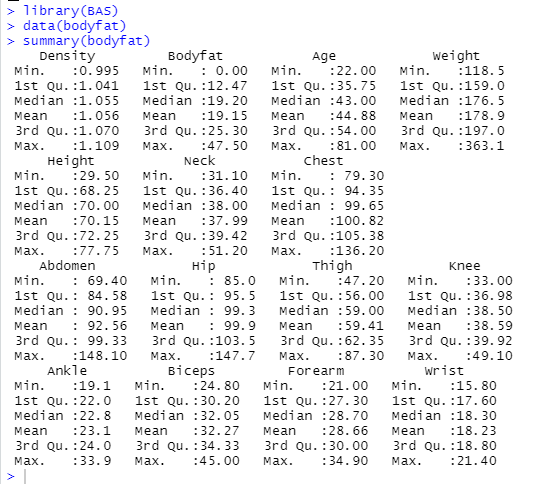 > library(BAS)
> data(bodyfat)
> summary(bodyfat)
Density Bodyfat Age Weight
Min. :0.995 Min. : 0.00 Min. :22.00 Min. :118.5
1st Qu.:1.041 1st Qu.:12.47 1st Qu.:35.75 1st Qu.:159.0
Median :1.055 Median :19.20 Median :43.00 Median :176.5
Mean :1.056 Mean :19.15 Mean :44.88 Mean :178.9
3rd Qu.:1.070 3rd Qu.:25.30 3rd Qu.:54.00 3rd Qu.:197.0
Max. :1.109 Max. :47.50 Max. :81.00 Max. :363.1
Height Neck Chest
Min. :29.50 Min. :31.10 Min. : 79.30
1st Qu.:68.25 1st Qu.:36.40 1st Qu.: 94.35
Median :70.00 Median :38.00 Median : 99.65
Mean :70.15 Mean :37.99 Mean :100.82
3rd Qu.:72.25 3rd Qu.:39.42 3rd Qu.:105.38
Max. :77.75 Max. :51.20 Max. :136.20
Abdomen Hip Thigh Knee
Min. : 69.40 Min. : 85.0 Min. :47.20 Min. :33.00
1st Qu.: 84.58 1st Qu.: 95.5 1st Qu.:56.00 1st Qu.:36.98
Median : 90.95 Median : 99.3 Median :59.00 Median :38.50
Mean : 92.56 Mean : 99.9 Mean :59.41 Mean :38.59
3rd Qu.: 99.33 3rd Qu.:103.5 3rd Qu.:62.35 3rd Qu.:39.92
Max. :148.10 Max. :147.7 Max. :87.30 Max. :49.10
Ankle Biceps Forearm Wrist
Min. :19.1 Min. :24.80 Min. :21.00 Min. :15.80
1st Qu.:22.0 1st Qu.:30.20 1st Qu.:27.30 1st Qu.:17.60
Median :22.8 Median :32.05 Median :28.70 Median :18.30
Mean :23.1 Mean :32.27 Mean :28.66 Mean :18.23
3rd Qu.:24.0 3rd Qu.:34.33 3rd Qu.:30.00 3rd Qu.:18.80
Max. :33.9 Max. :45.00 Max. :34.90 Max. :21.40
>